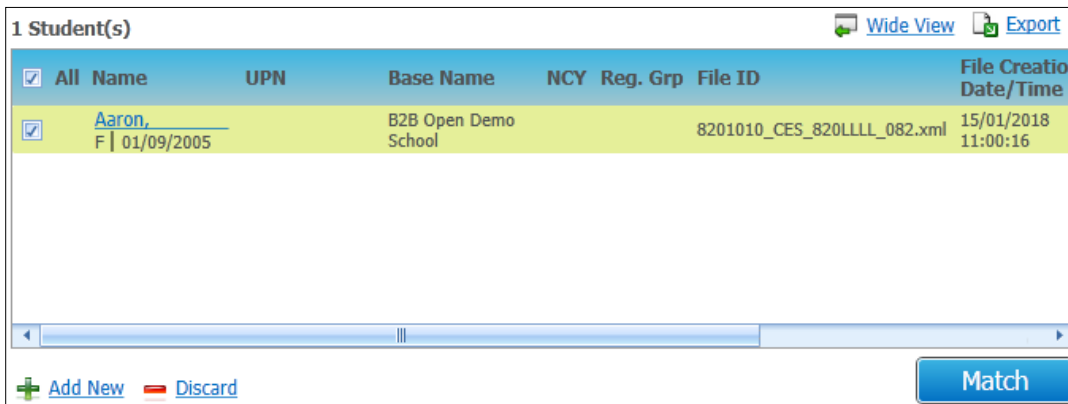 1 Student(s) Wide View Export
All Name UPN Base Name NCY Reg. Grp File ID File Creatio
Date/Time
Aaron, B2B Open Demo School 8201010_CES_820LLLL_082.xml 15/01/2018
F | 01/09/2005 11:00:16
Add New Discard Match